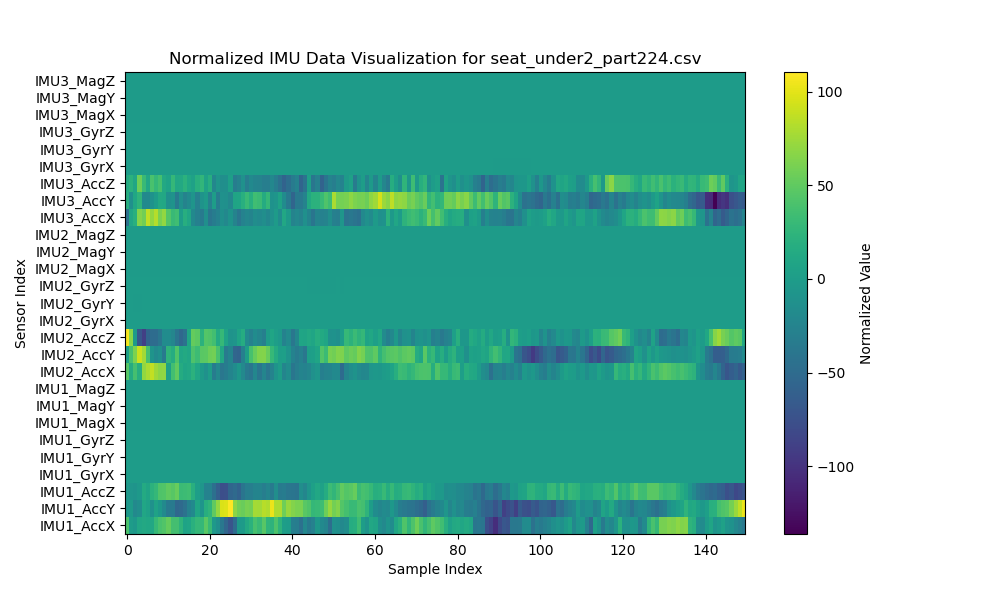 Normalized IMU Data Visualization for seat_under2_part224.csv
IMU3_MagZ
IMU3_MagY
IMU3_MagX
IMU3_GyrZ
IMU3_GyrY
IMU3_GyrX
IMU3_AccZ
IMU3_AccY
IMU3_AccX
IMU2_MagZ
IMU2_MagY
IMU2_MagX
IMU2_GyrZ
IMU2_GyrY
IMU2_GyrX
IMU2_AccZ
IMU2_AccY
IMU2_AccX
IMU1_MagZ
IMU1_MagY
IMU1_MagX
IMU1_GyrZ
IMU1_GyrY
IMU1_GyrX
IMU1_AccZ
IMU1_AccY
IMU1_AccX
Sensor Index
0 20 40 60 80 100 120 140
Sample Index
100
50
0
−50
−100
Normalized Value